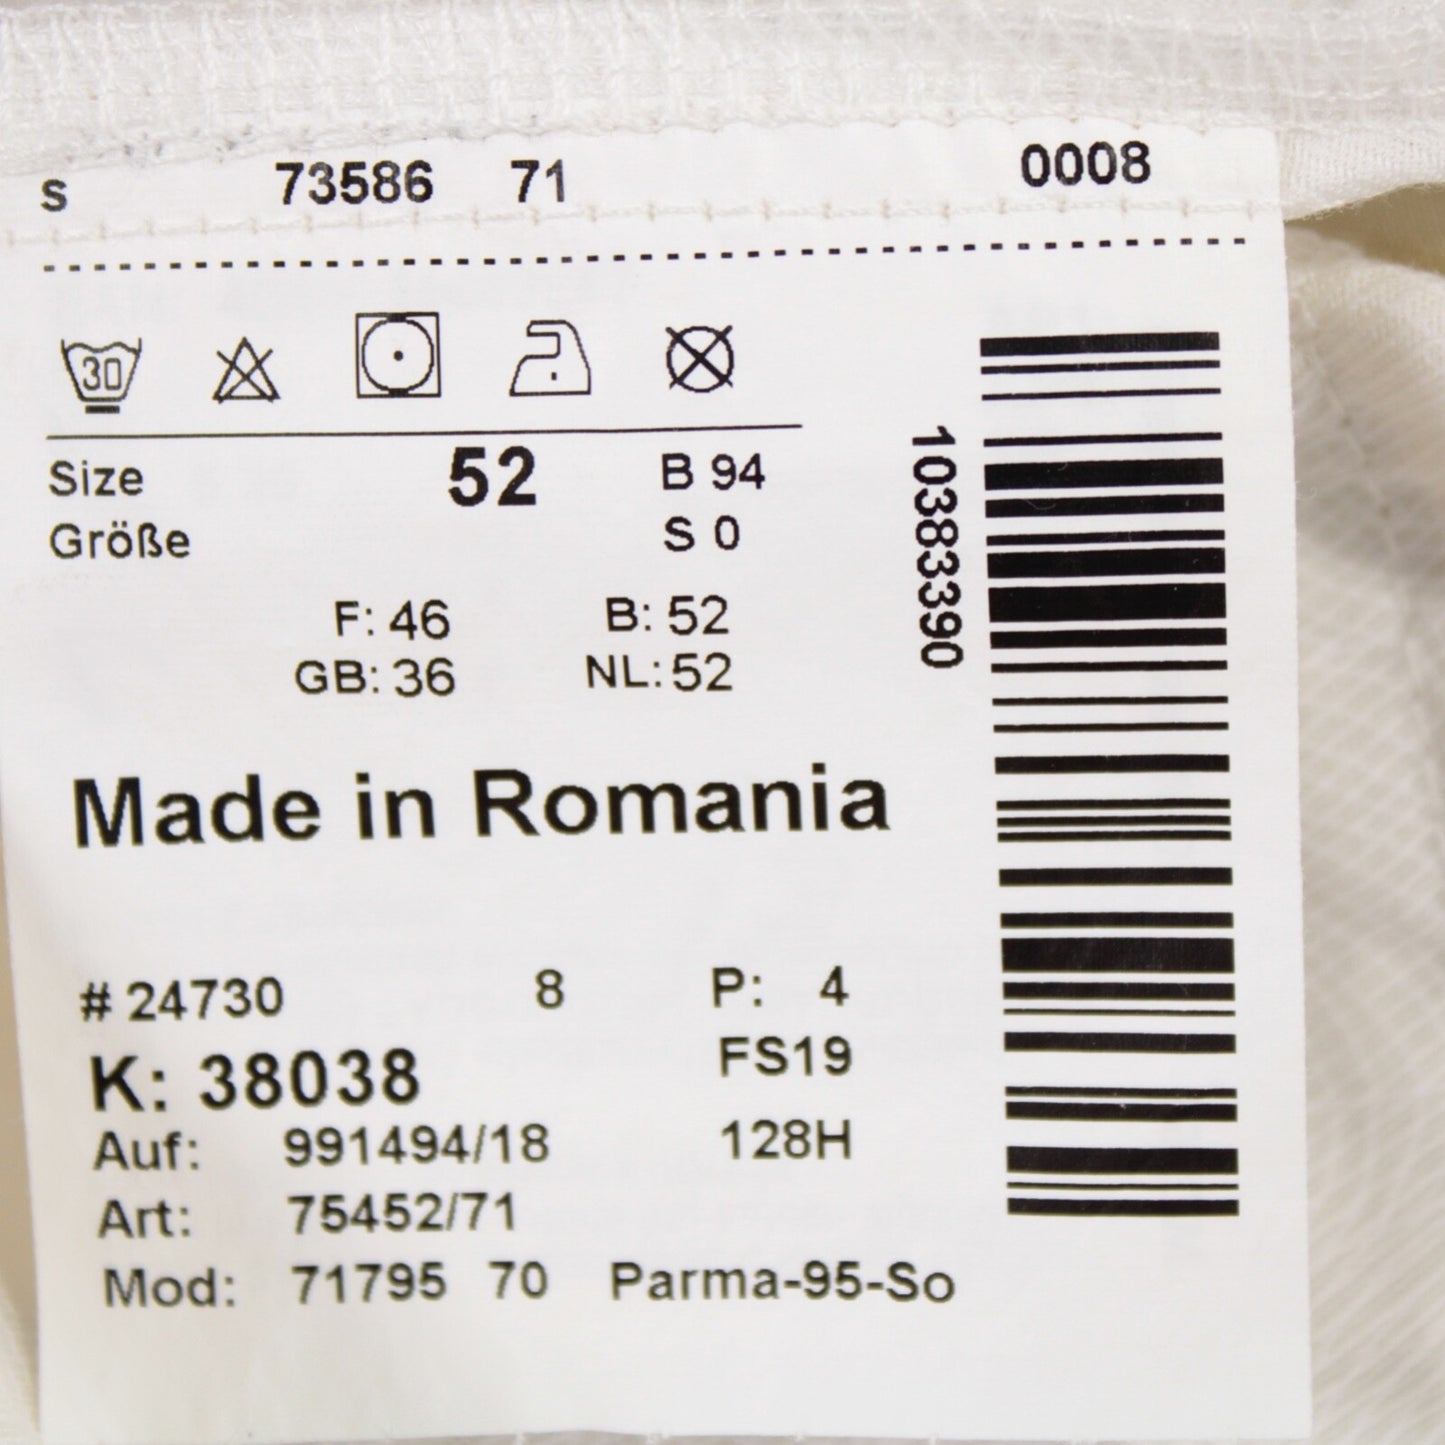 S 73586 71 0008
30
Size 52 B 94
Größe S 0
F: 46 B: 52
GB: 36 NL: 52
Made in Romania
# 24730 8 P: 4
K: 38038 FS19
Auf: 991494/18 128H
Art: 75452/71
Mod: 71795 70 Parma-95-So
10383390